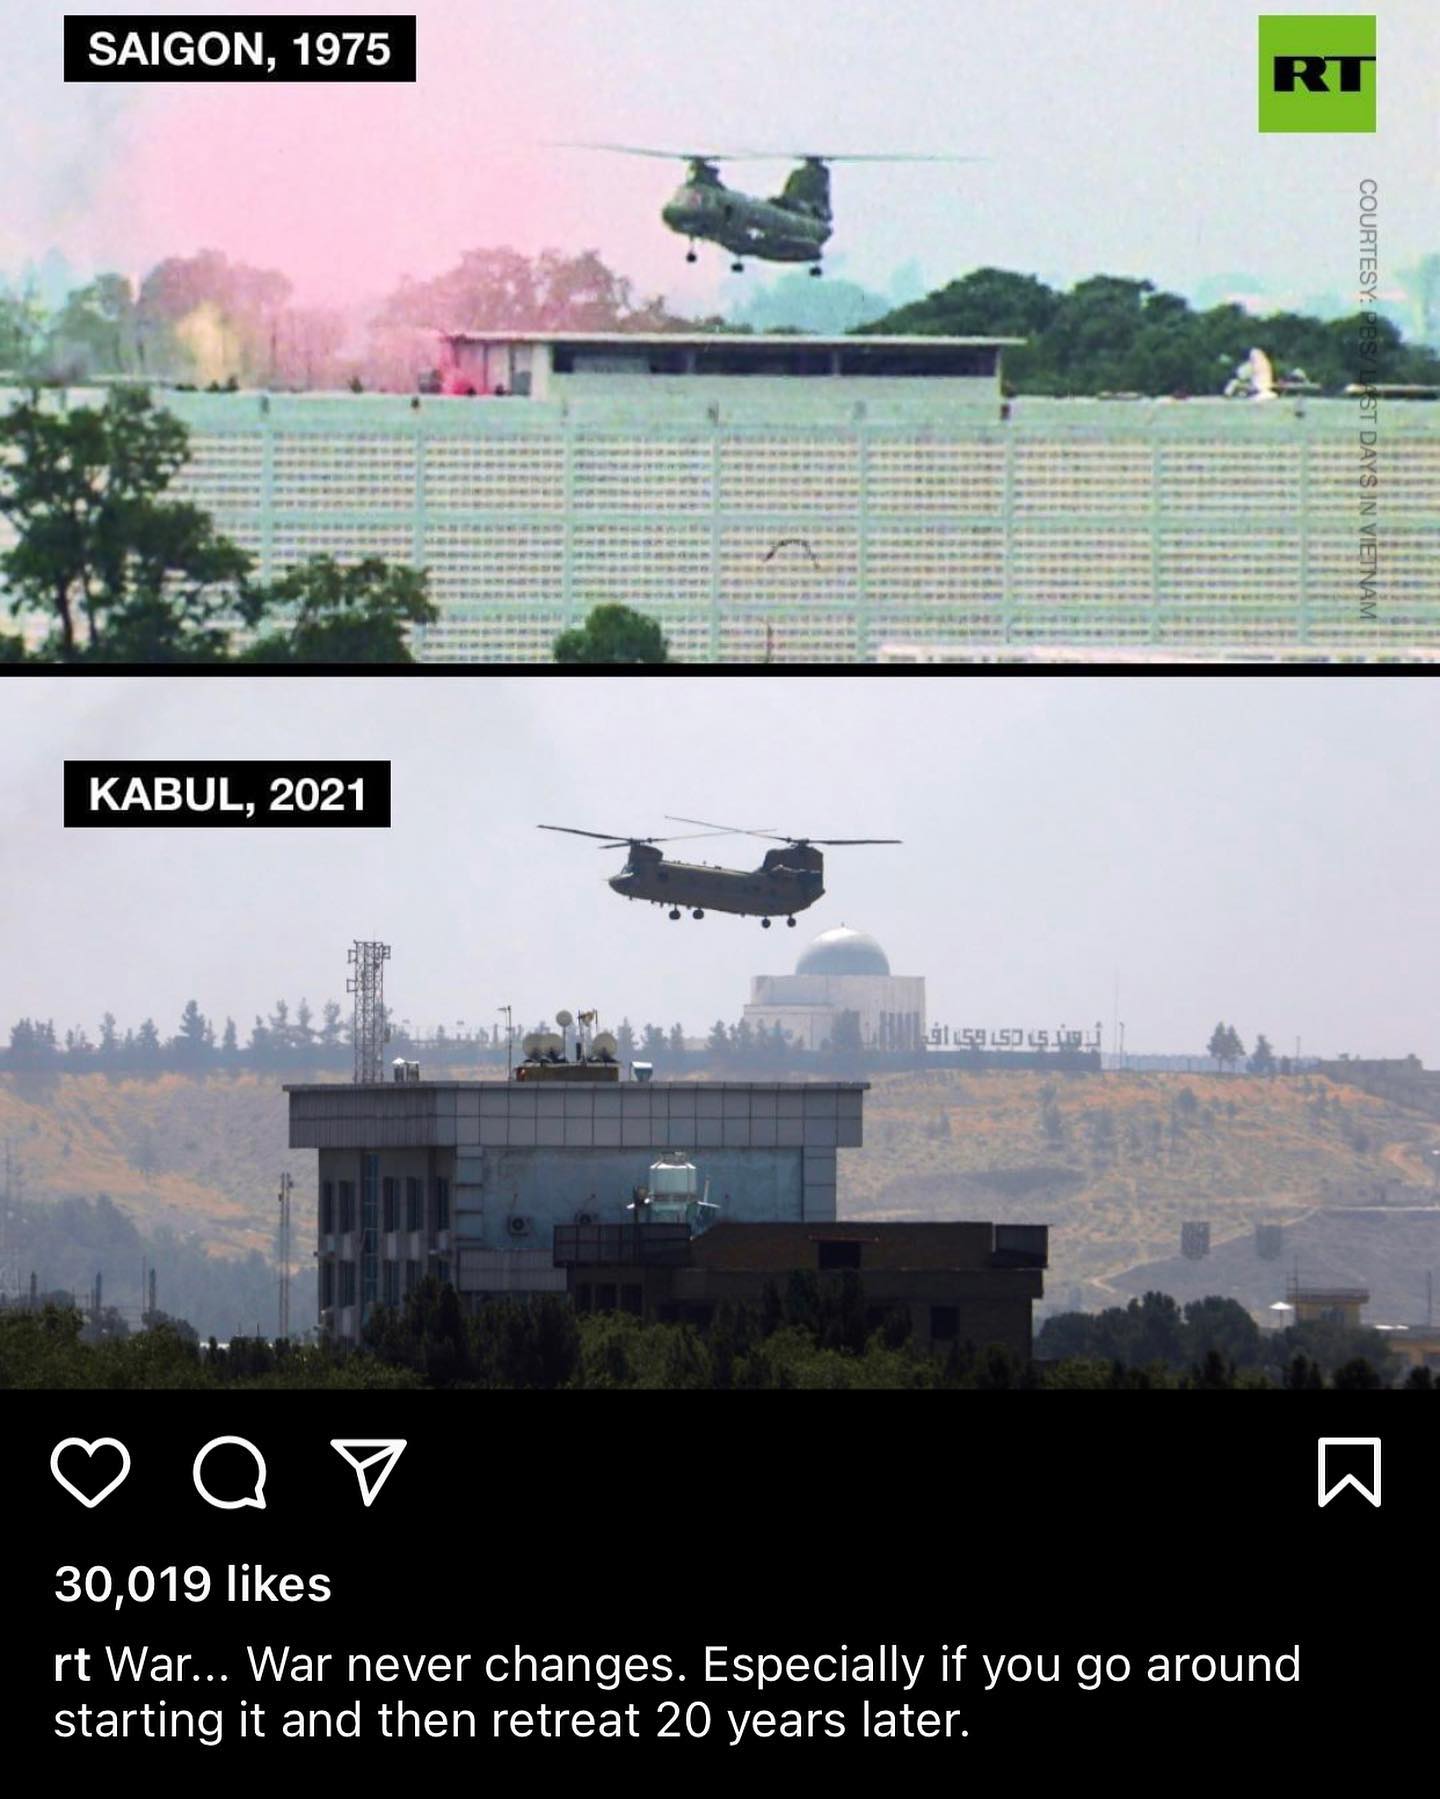 SAIGON, 1975
RT
COURTESY: PBS/ LAST DAYS IN VIETNAM
KABUL, 2021
30,019 likes
rt War... War never changes. Especially if you go around
starting it and then retreat 20 years later.